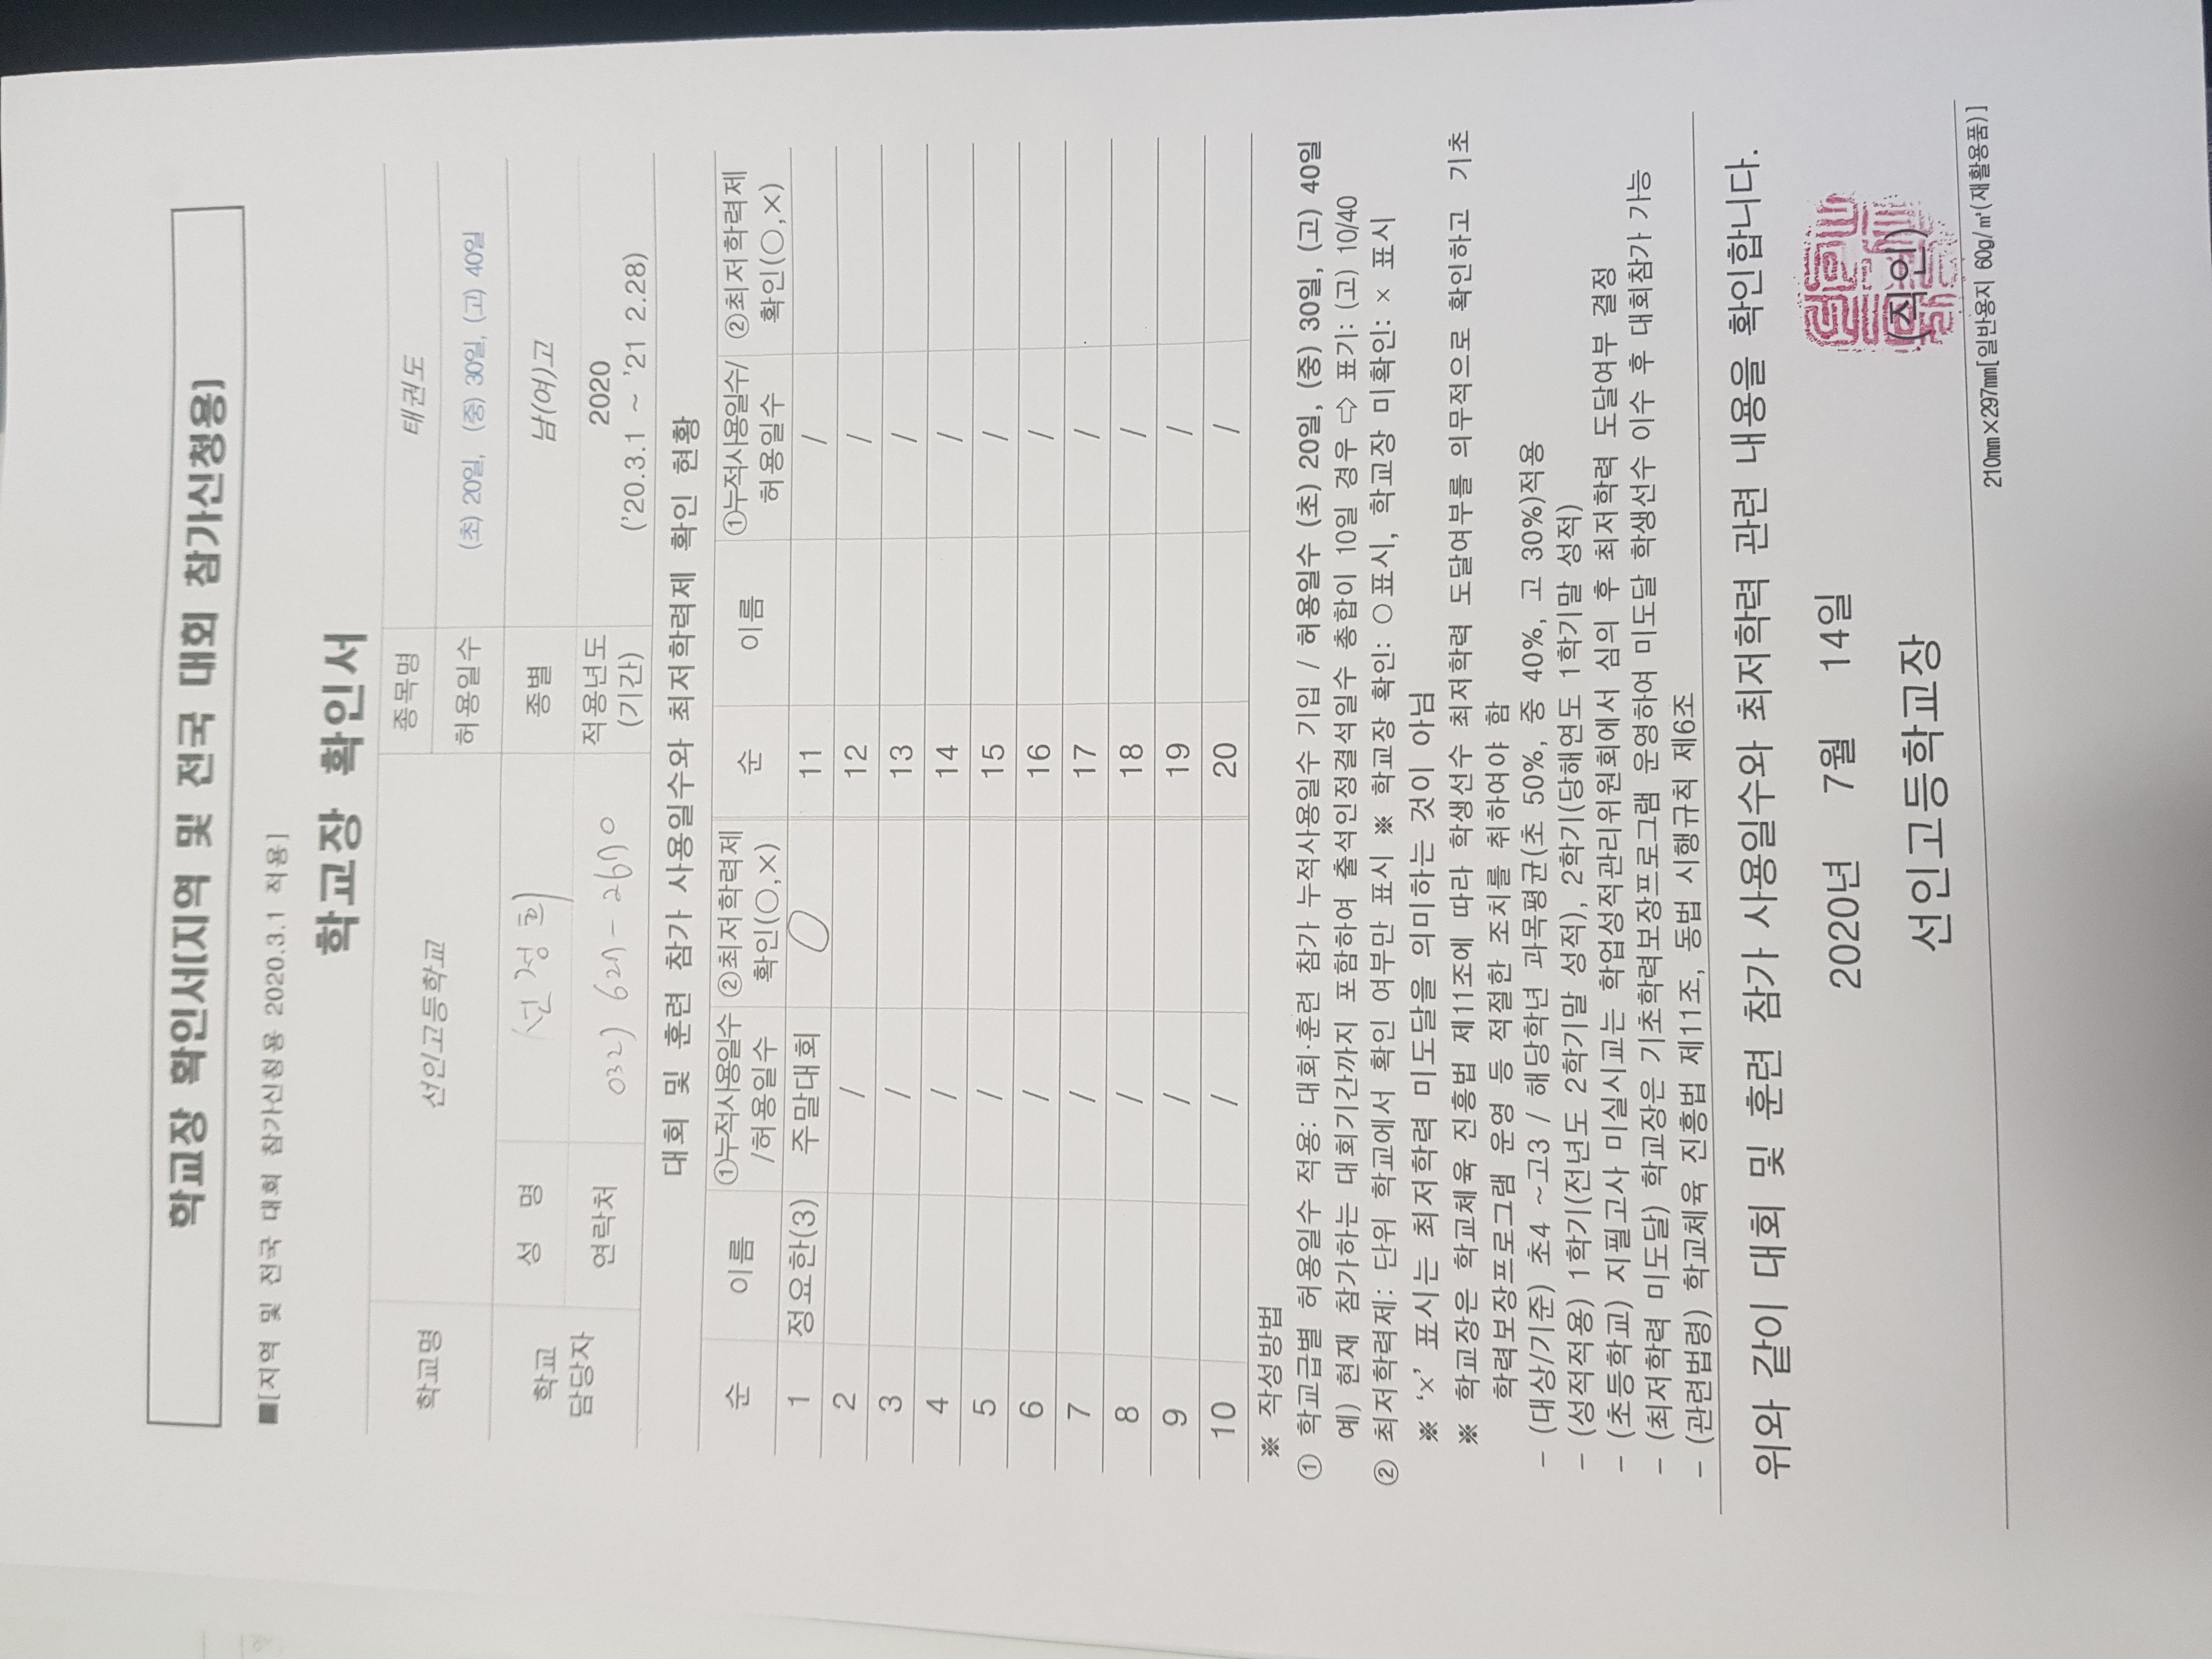 학교장 확인서(지역 및 전국 대회 참가신청용)
■[지역 및 전국 대회 참가신청용 2020.3.1 적용]
학교장 확인서
학교명 선인고등학교 종목명 태권도
허용일수 (초) 20일, (중) 30일, (고) 40일
학교 담당자 성 명 종별 남(여)고
연락처 032) 621-2670 적용년도 (기간) 2020 ('20.3.1 ~ '21 2.28)
대회 및 훈련 참가 사용일수와 최저학력제 확인 현황
순 이름 ①누적사용일수/허용일수 ②최저학력제 확인(○,×) 순 이름 ①누적사용일수/허용일수 ②최저학력제 확인(○,×)
1 정요한(3) 주말대회 ○ 11 /
2 / 12 /
3 / 13 /
4 / 14 /
5 / 15 /
6 / 16 /
7 / 17 /
8 / 18 /
9 / 19 /
10 / 20 /
※ 작성방법
① 학교급별 허용일수 적용: 대회·훈련 참가 누적사용일수 기입 / 허용일수 (초) 20일, (중) 30일, (고) 40일
예) 현재 참가하는 대회기간까지 포함하여 출석인정결석일수 총합이 10일 경우 ⇨ 표기: (고) 10/40
② 최저학력제: 단위 학교에서 확인 여부만 표시 ※ 학교장 확인: ○표시, 학교장 미확인: × 표시
※ '×' 표시는 최저학력 미도달을 의미하는 것이 아님
※ 학교장은 학교체육 진흥법 제11조에 따라 학생선수 최저학력 도달여부를 의무적으로 확인하고 기초
학력보장프로그램 운영 등 적절한 조치를 취하여야 함
- (대상/기준) 초4 ~고3 / 해당학년 과목평균(초 50%, 중 40%, 고 30%)적용
- (성적적용) 1학기(전년도 2학기말 성적), 2학기(당해연도 1학기말 성적)
- (초등학교) 지필고사 미실시교는 학업성적관리위원회에서 심의 후 최저학력 도달여부 결정
- (최저학력 미도달) 학교장은 기초학력보장프로그램 운영하여 미도달 학생선수 이수 후 대회참가 가능
- (관련법령) 학교체육 진흥법 제11조, 동법 시행규칙 제6조
위와 같이 대회 및 훈련 참가 사용일수와 최저학력 관련 내용을 확인합니다.
2020년 7월 14일
선인고등학교장 (직인)
210㎜×297㎜[일반용지 60g/㎡(재활용품)]